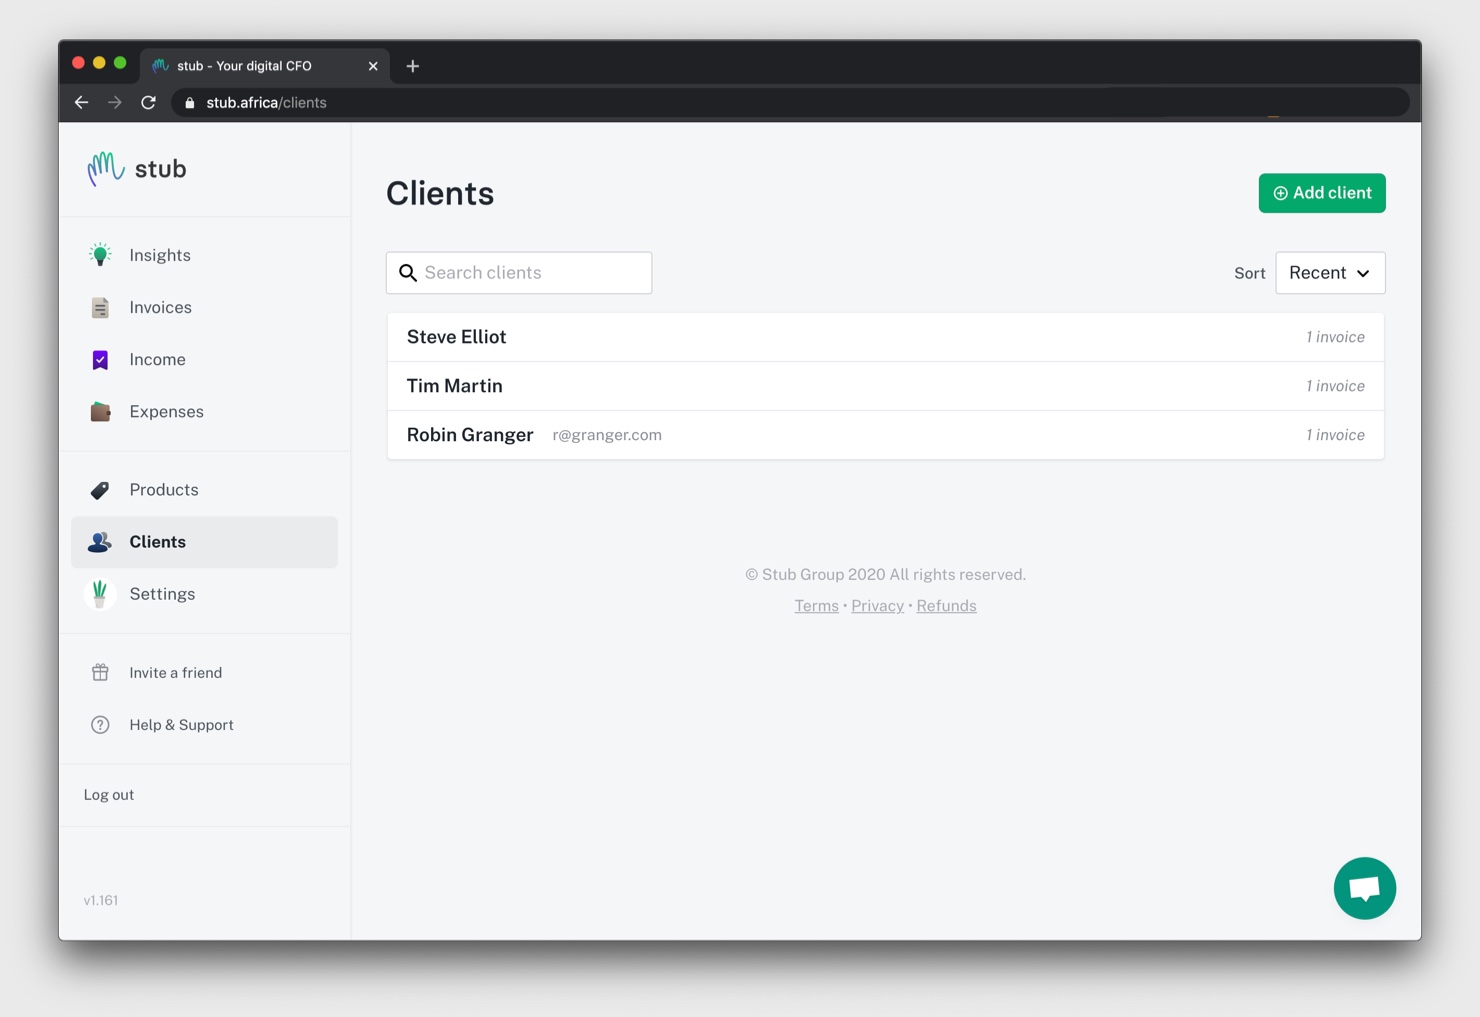 stub - Your digital CFO
stub.africa/clients
stub
Insights
Invoices
Income
Expenses
Products
Clients
Settings
Invite a friend
Help & Support
Log out
v1.161
Clients
Add client
Search clients
Sort Recent
Steve Elliot 1 invoice
Tim Martin 1 invoice
Robin Granger r@granger.com 1 invoice
© Stub Group 2020 All rights reserved.
Terms • Privacy • Refunds